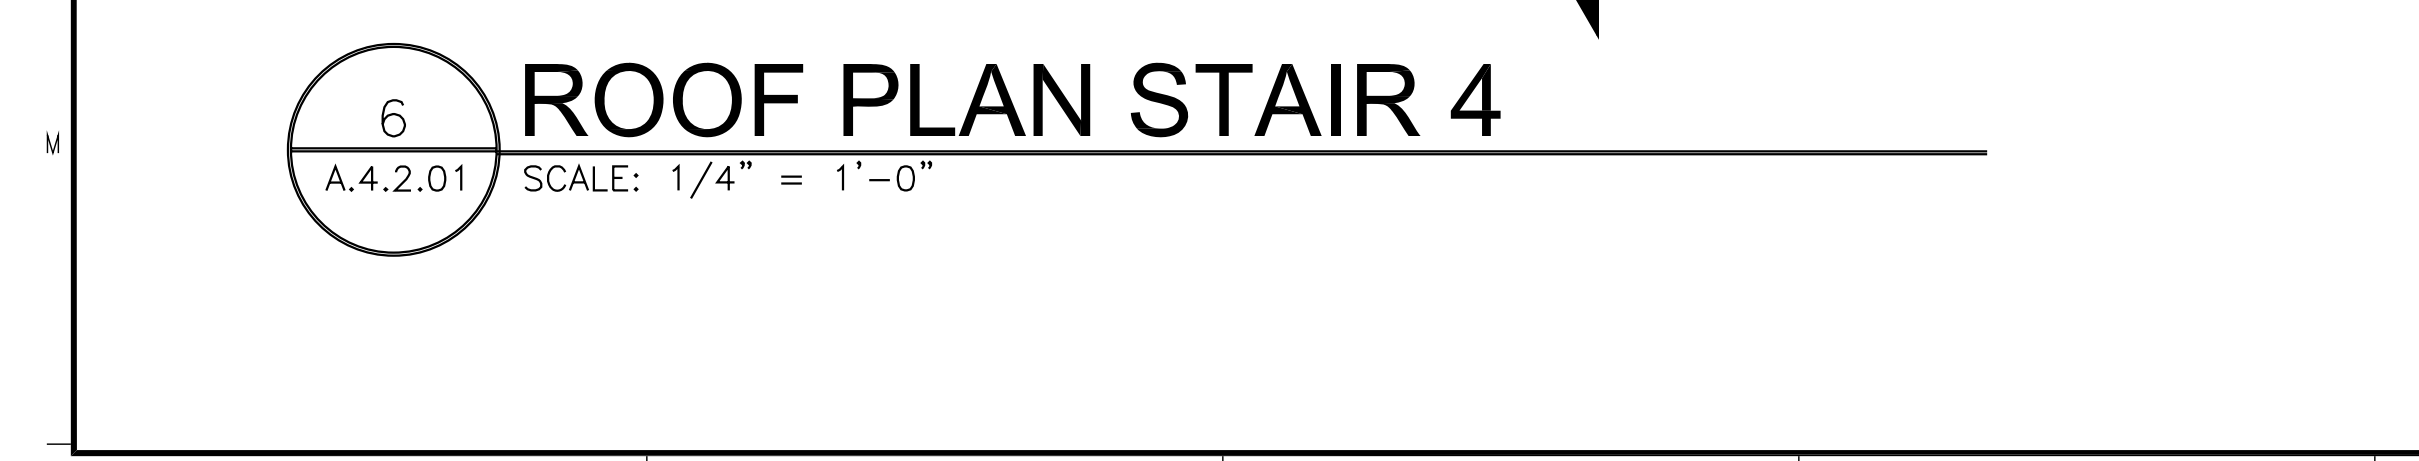 M
6
A.4.2.01
ROOF PLAN STAIR 4
SCALE: 1/4" = 1'-0"